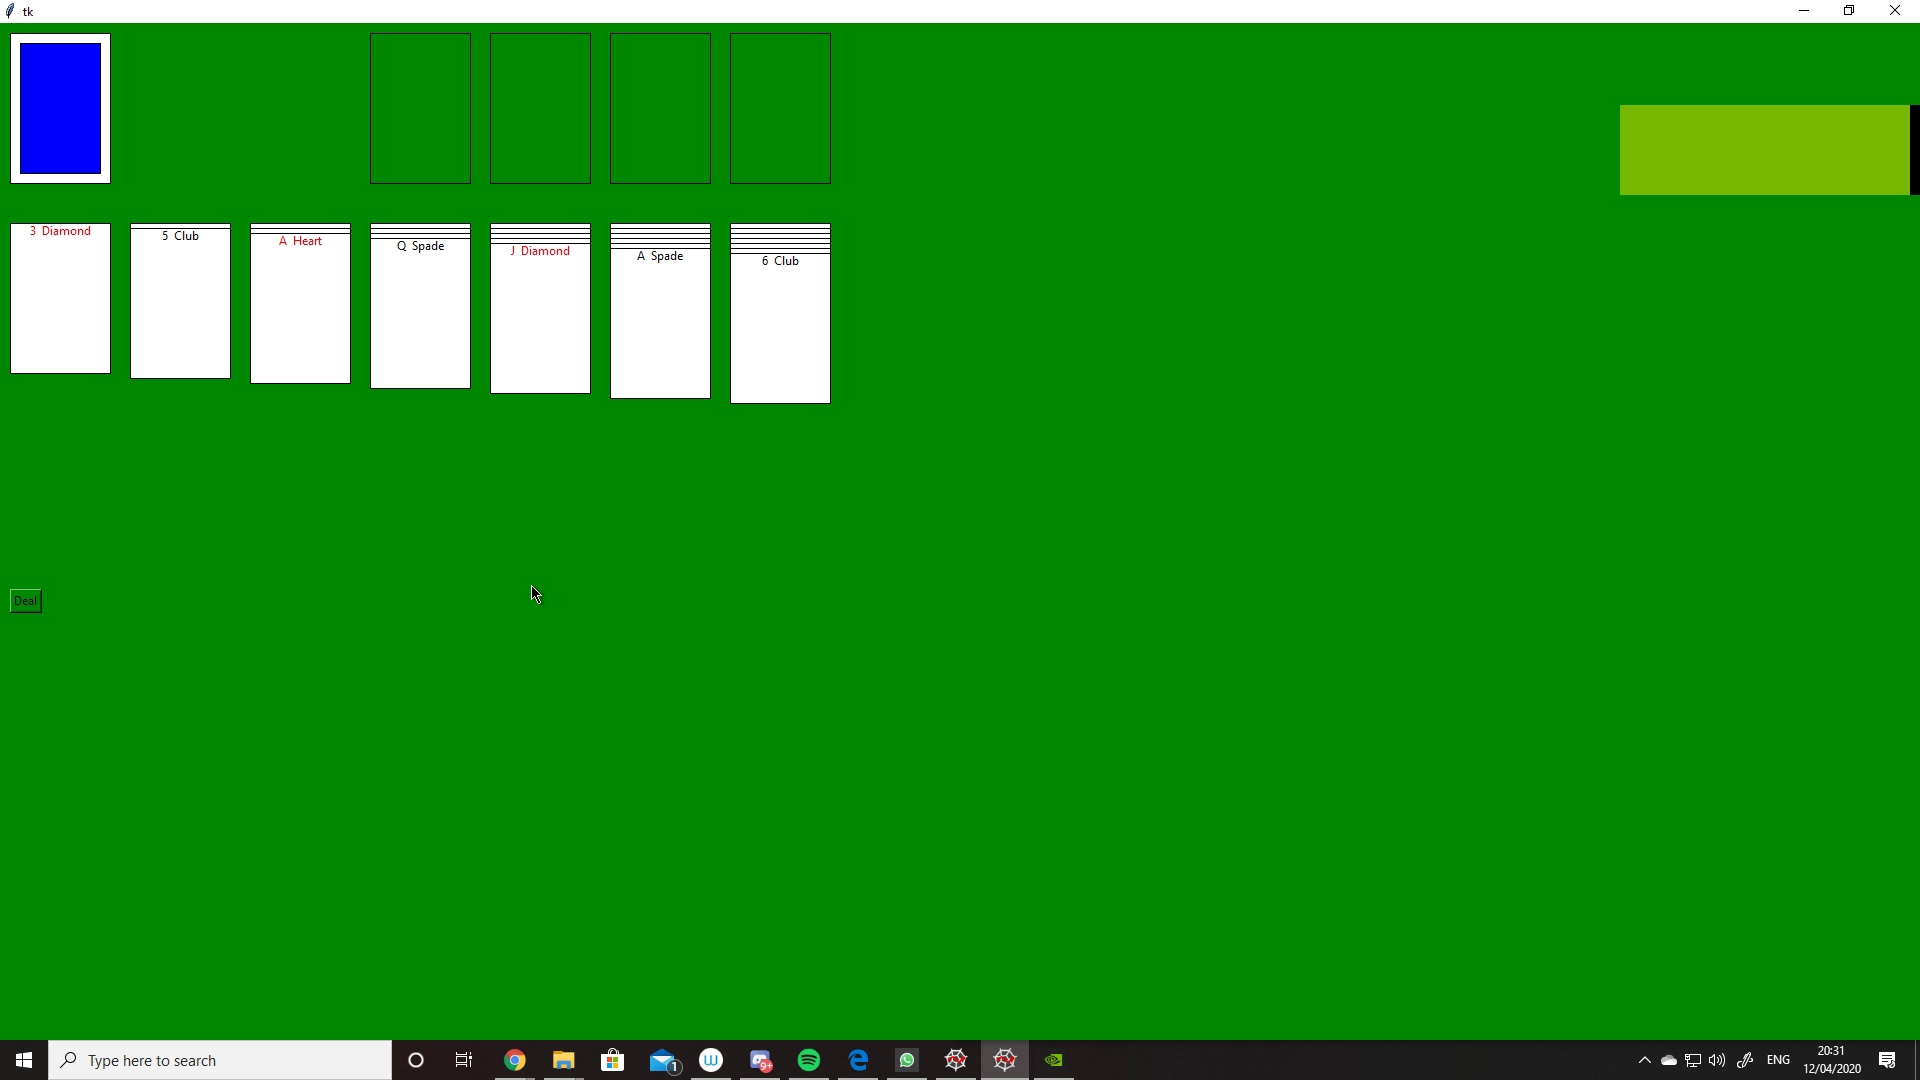 tk
3 Diamond
5 Club
A Heart
Q Spade
J Diamond
A Spade
6 Club
Deal
Type here to search
1
W
9+
ENG
20:31
12/04/2020